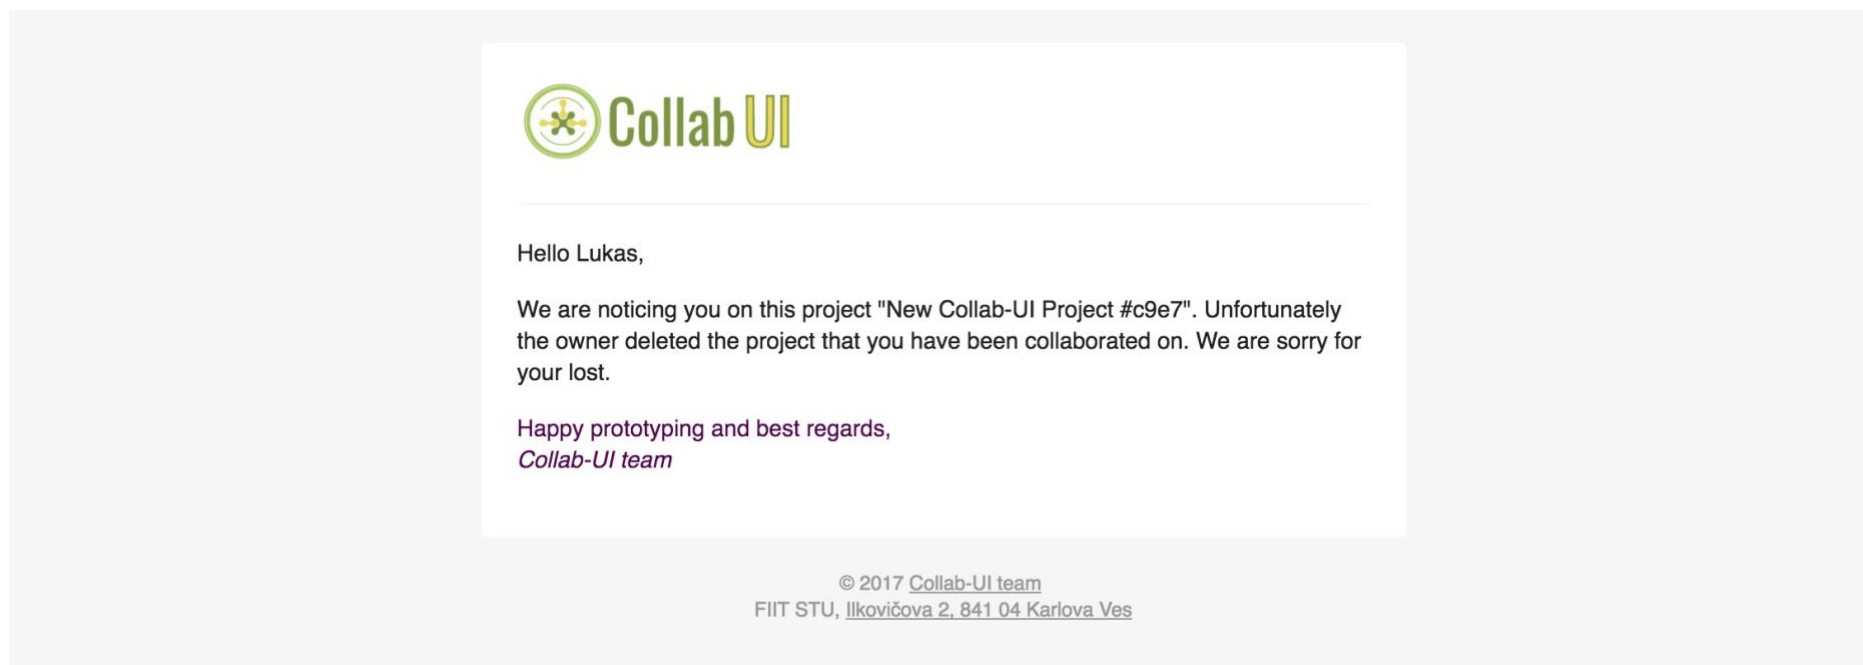 Collab UI
Hello Lukas,
We are noticing you on this project "New Collab-UI Project #c9e7". Unfortunately
the owner deleted the project that you have been collaborated on. We are sorry for
your lost.
Happy prototyping and best regards,
Collab-UI team
© 2017 Collab-UI team
FIIT STU, Ilkovičova 2, 841 04 Karlova Ves